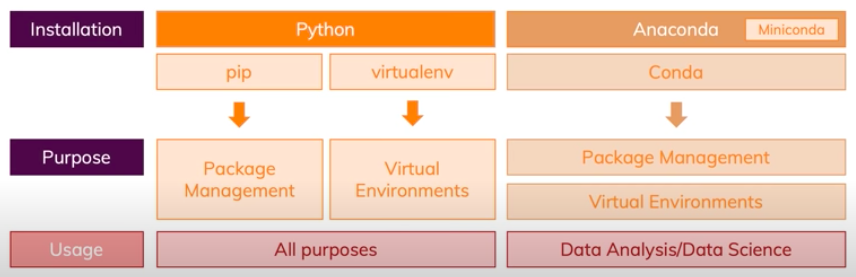 Installation
Python
Anaconda
Miniconda
pip
virtualenv
Conda
Purpose
Package
Management
Virtual
Environments
Package Management
Virtual Environments
Usage
All purposes
Data Analysis/Data Science